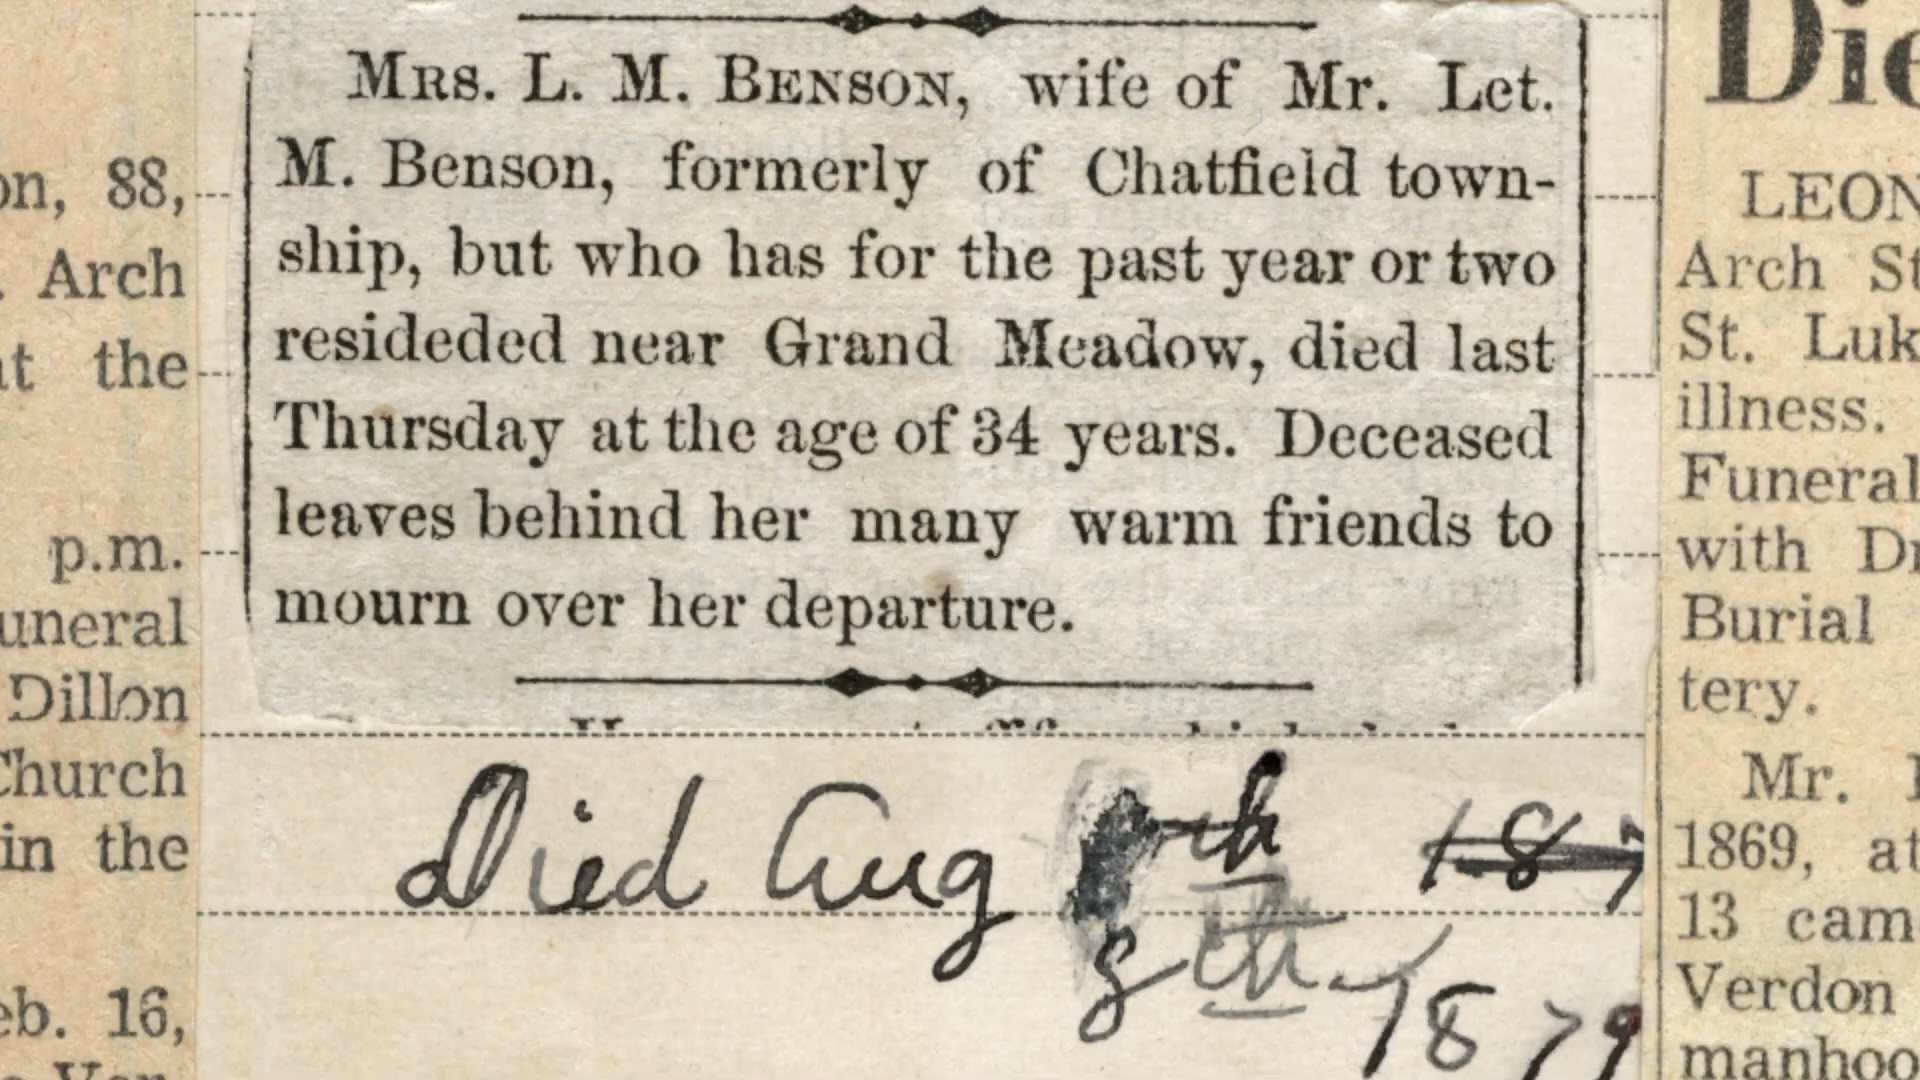 on, 88,
. Arch
at the
p.m.
uneral
Dillon
Church
in the
eb. 16,
MRS. L. M. BENSON, wife of Mr. Let.
M. Benson, formerly of Chatfield town-
ship, but who has for the past year or two
resideded near Grand Meadow, died last
Thursday at the age of 34 years. Deceased
leaves behind her many warm friends to
mourn over her departure.
Died Aug 187
8th 1879
Die
LEON
Arch St
St. Luk
illness.
Funeral
with Dr
Burial
tery.
Mr.
1869, at
13 cam
Verdon
manhoo